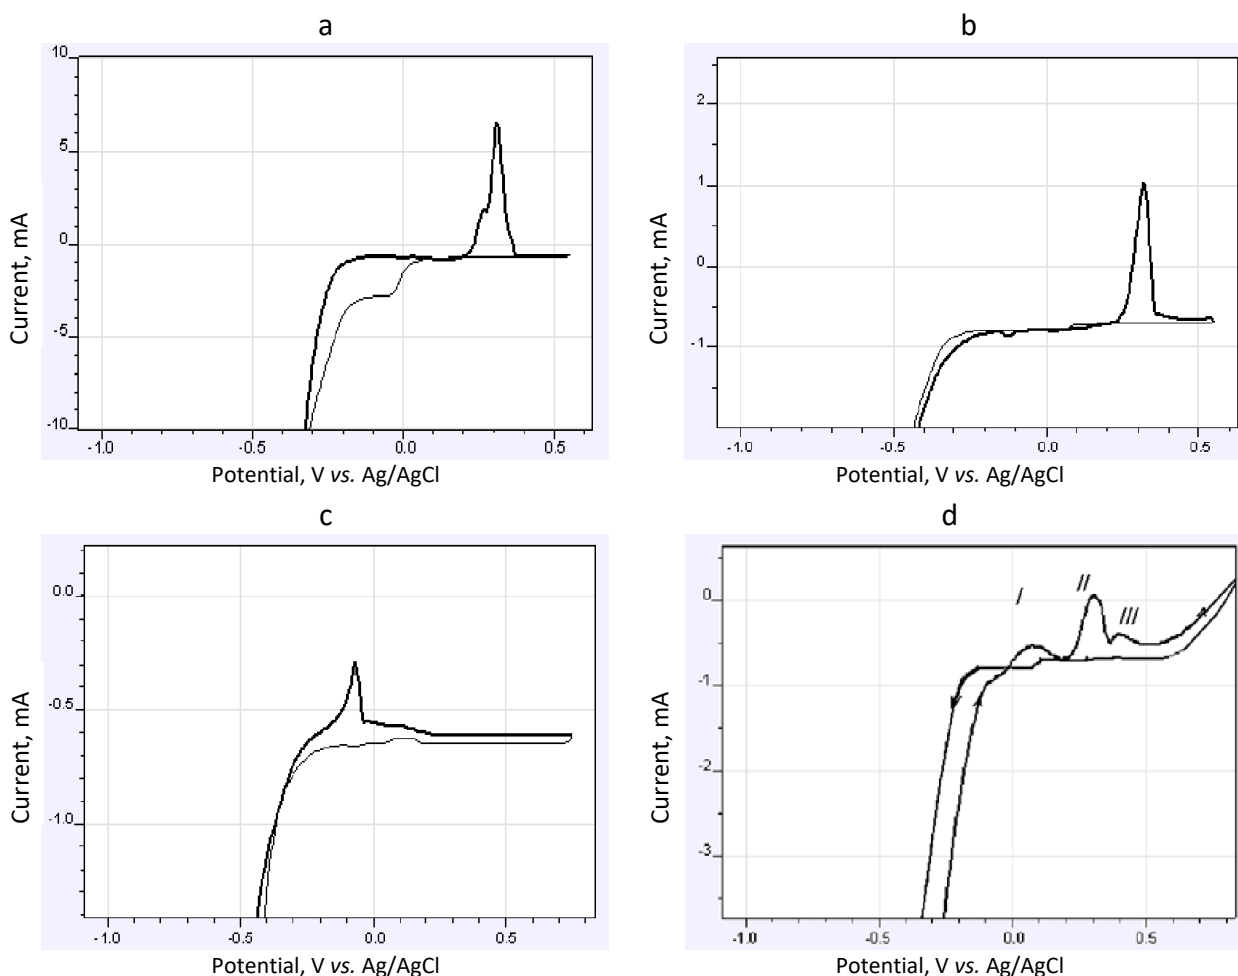 a
10
5
0
-5
-10
-1.0 -0.5 0.0 0.5
Current, mA
Potential, V vs. Ag/AgCl
b
2
1
0
-1
-1.0 -0.5 0.0 0.5
Current, mA
Potential, V vs. Ag/AgCl
c
0.0
-0.5
-1.0
-1.0 -0.5 0.0 0.5
Current, mA
Potential, V vs. Ag/AgCl
d
I
II
III
0
-1
-2
-3
-1.0 -0.5 0.0 0.5
Current, mA
Potential, V vs. Ag/AgCl